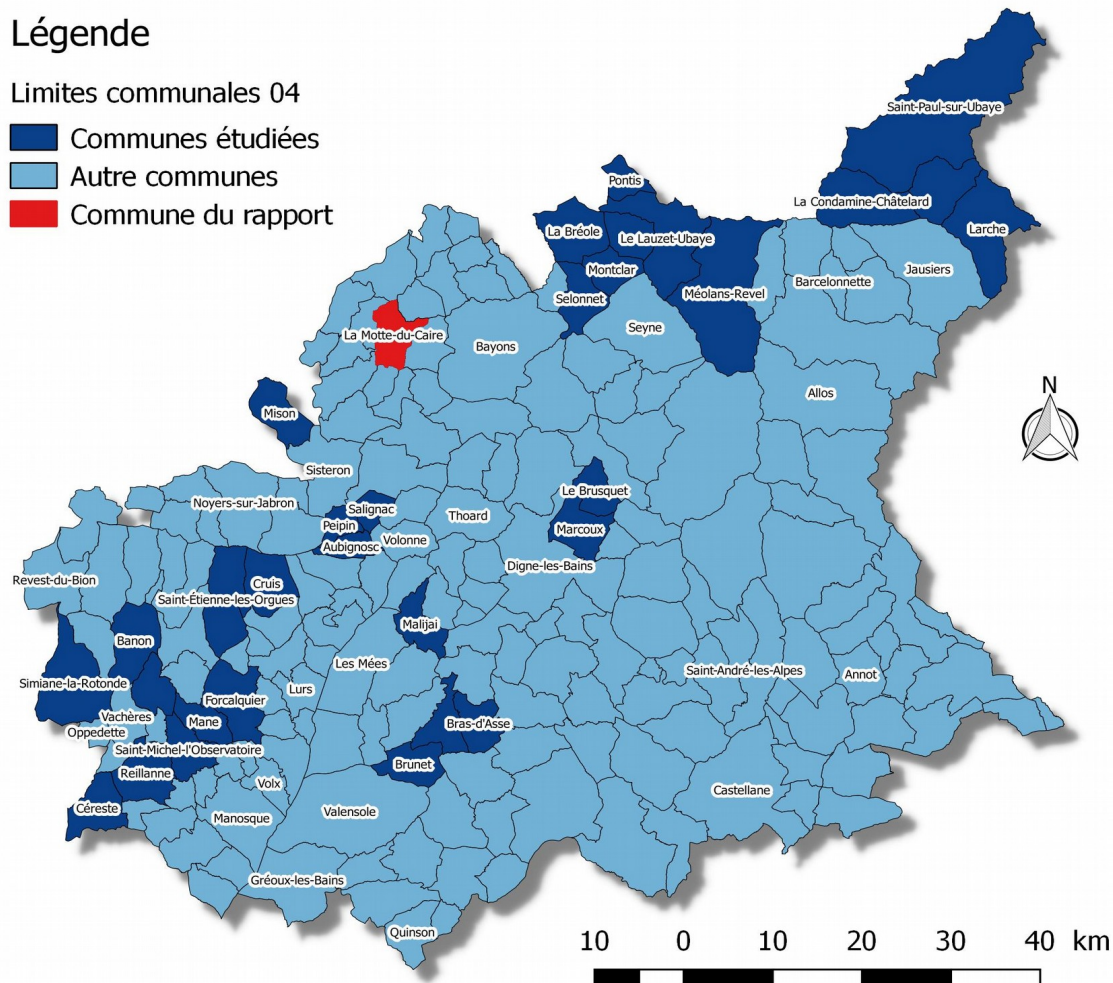 Légende
Limites communales 04
Communes étudiées
Autre communes
Commune du rapport
Saint-Paul-sur-Ubaye
Pontis
La Condamine-Châtelard
La Bréole
Le Lauzet-Ubaye
Larche
Montclar
Jausiers
Barcelonnette
Selonnet
Méolans-Revel
Seyne
La Motte-du-Caire
Bayons
Allos
N
Mison
Sisteron
Le Brusquet
Noyers-sur-Jabron
Salignac
Thoard
Peipin
Marcoux
Aubignosc
Volonne
Digne-les-Bains
Revest-du-Bion
Cruis
Saint-Étienne-les-Orgues
Malijai
Banon
Les Mées
Saint-André-les-Alpes
Annot
Simiane-la-Rotonde
Lurs
Forcalquier
Vachères
Mane
Bras-d'Asse
Oppedette
Saint-Michel-l'Observatoire
Brunet
Reillanne
Volx
Castellane
Céreste
Manosque
Valensole
Gréoux-les-Bains
Quinson
10 0 10 20 30 40 km